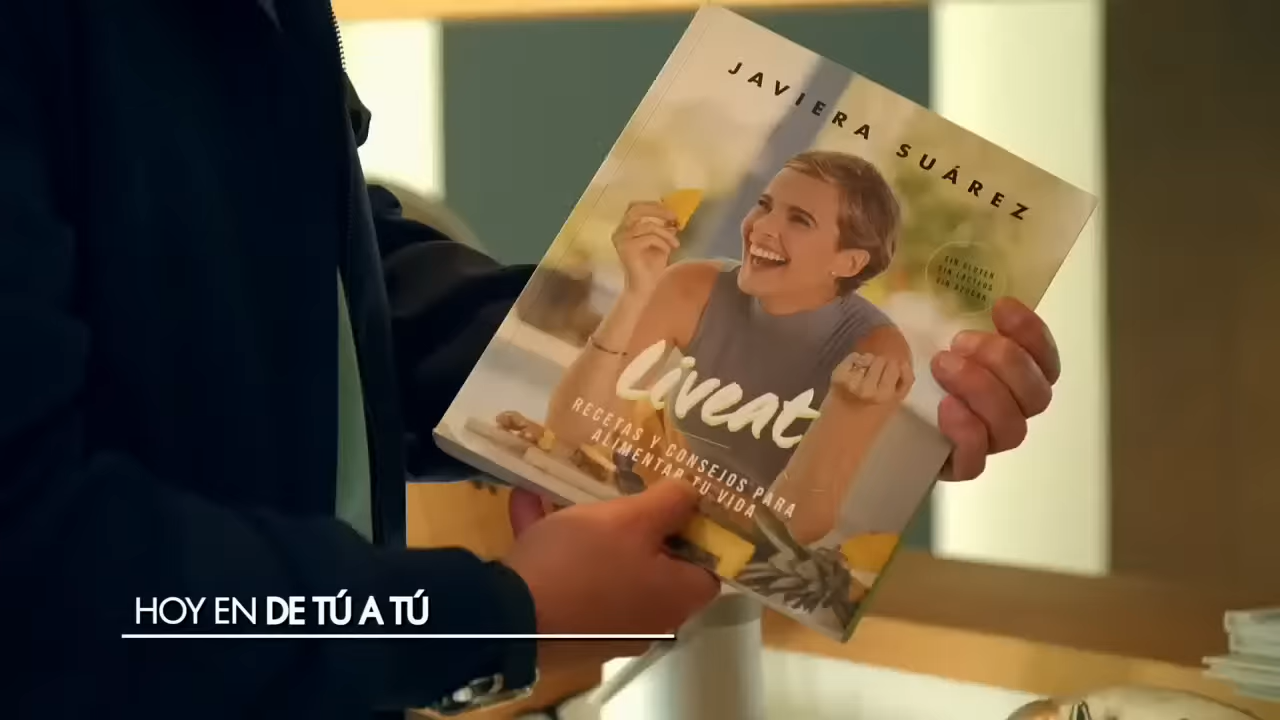 JAVIERA SUÁREZ
SIN GLUTEN
SIN LÁCTEOS
SIN AZÚCAR
Liveat
RECETAS Y CONSEJOS PARA
ALIMENTAR TU VIDA
HOY EN DE TÚ A TÚ